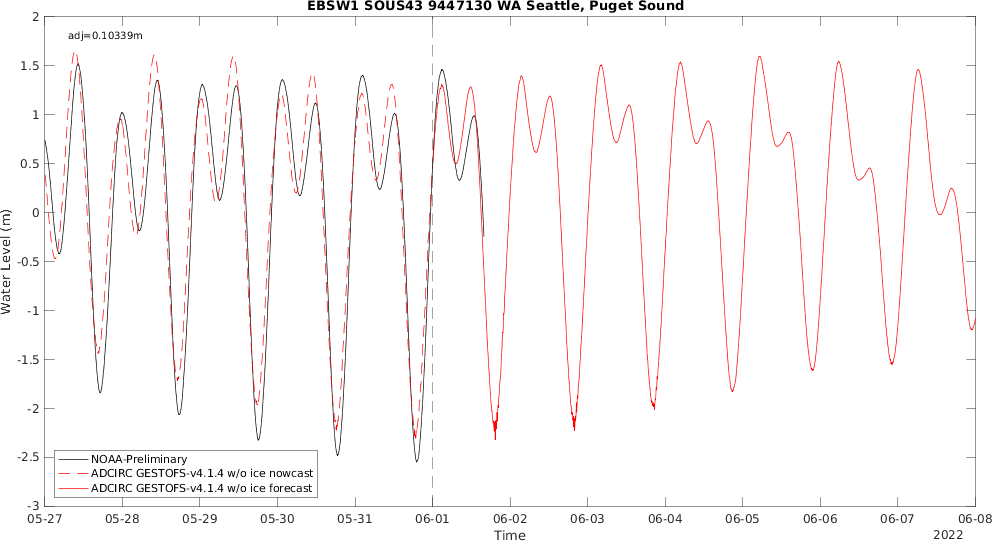 EBSW1 SOUS43 9447130 WA Seattle, Puget Sound
adj=0.10339m
2
1.5
1
0.5
0
-0.5
-1
-1.5
-2
-2.5
-3
Water Level (m)
NOAA-Preliminary
ADCIRC GESTOFS-v4.1.4 w/o ice nowcast
ADCIRC GESTOFS-v4.1.4 w/o ice forecast
05-27 05-28 05-29 05-30 05-31 06-01 06-02 06-03 06-04 06-05 06-06 06-07 06-08
Time
2022